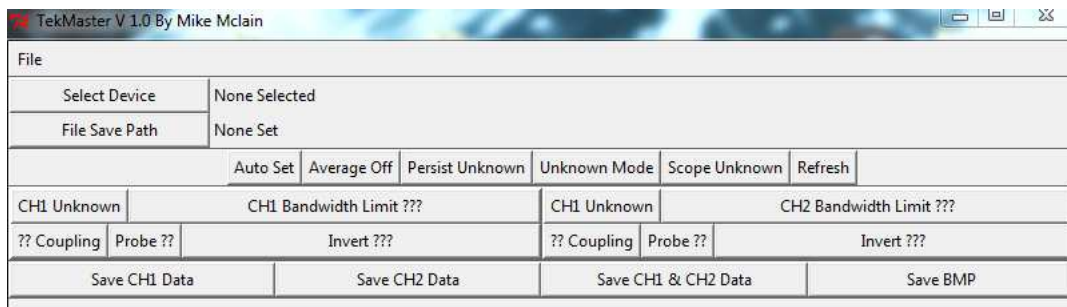 TekMaster V 1.0 By Mike Mclain
File
Select Device None Selected
File Save Path None Set
Auto Set Average Off Persist Unknown Unknown Mode Scope Unknown Refresh
CH1 Unknown CH1 Bandwidth Limit ??? CH1 Unknown CH2 Bandwidth Limit ???
?? Coupling Probe ?? Invert ??? ?? Coupling Probe ?? Invert ???
Save CH1 Data Save CH2 Data Save CH1 & CH2 Data Save BMP